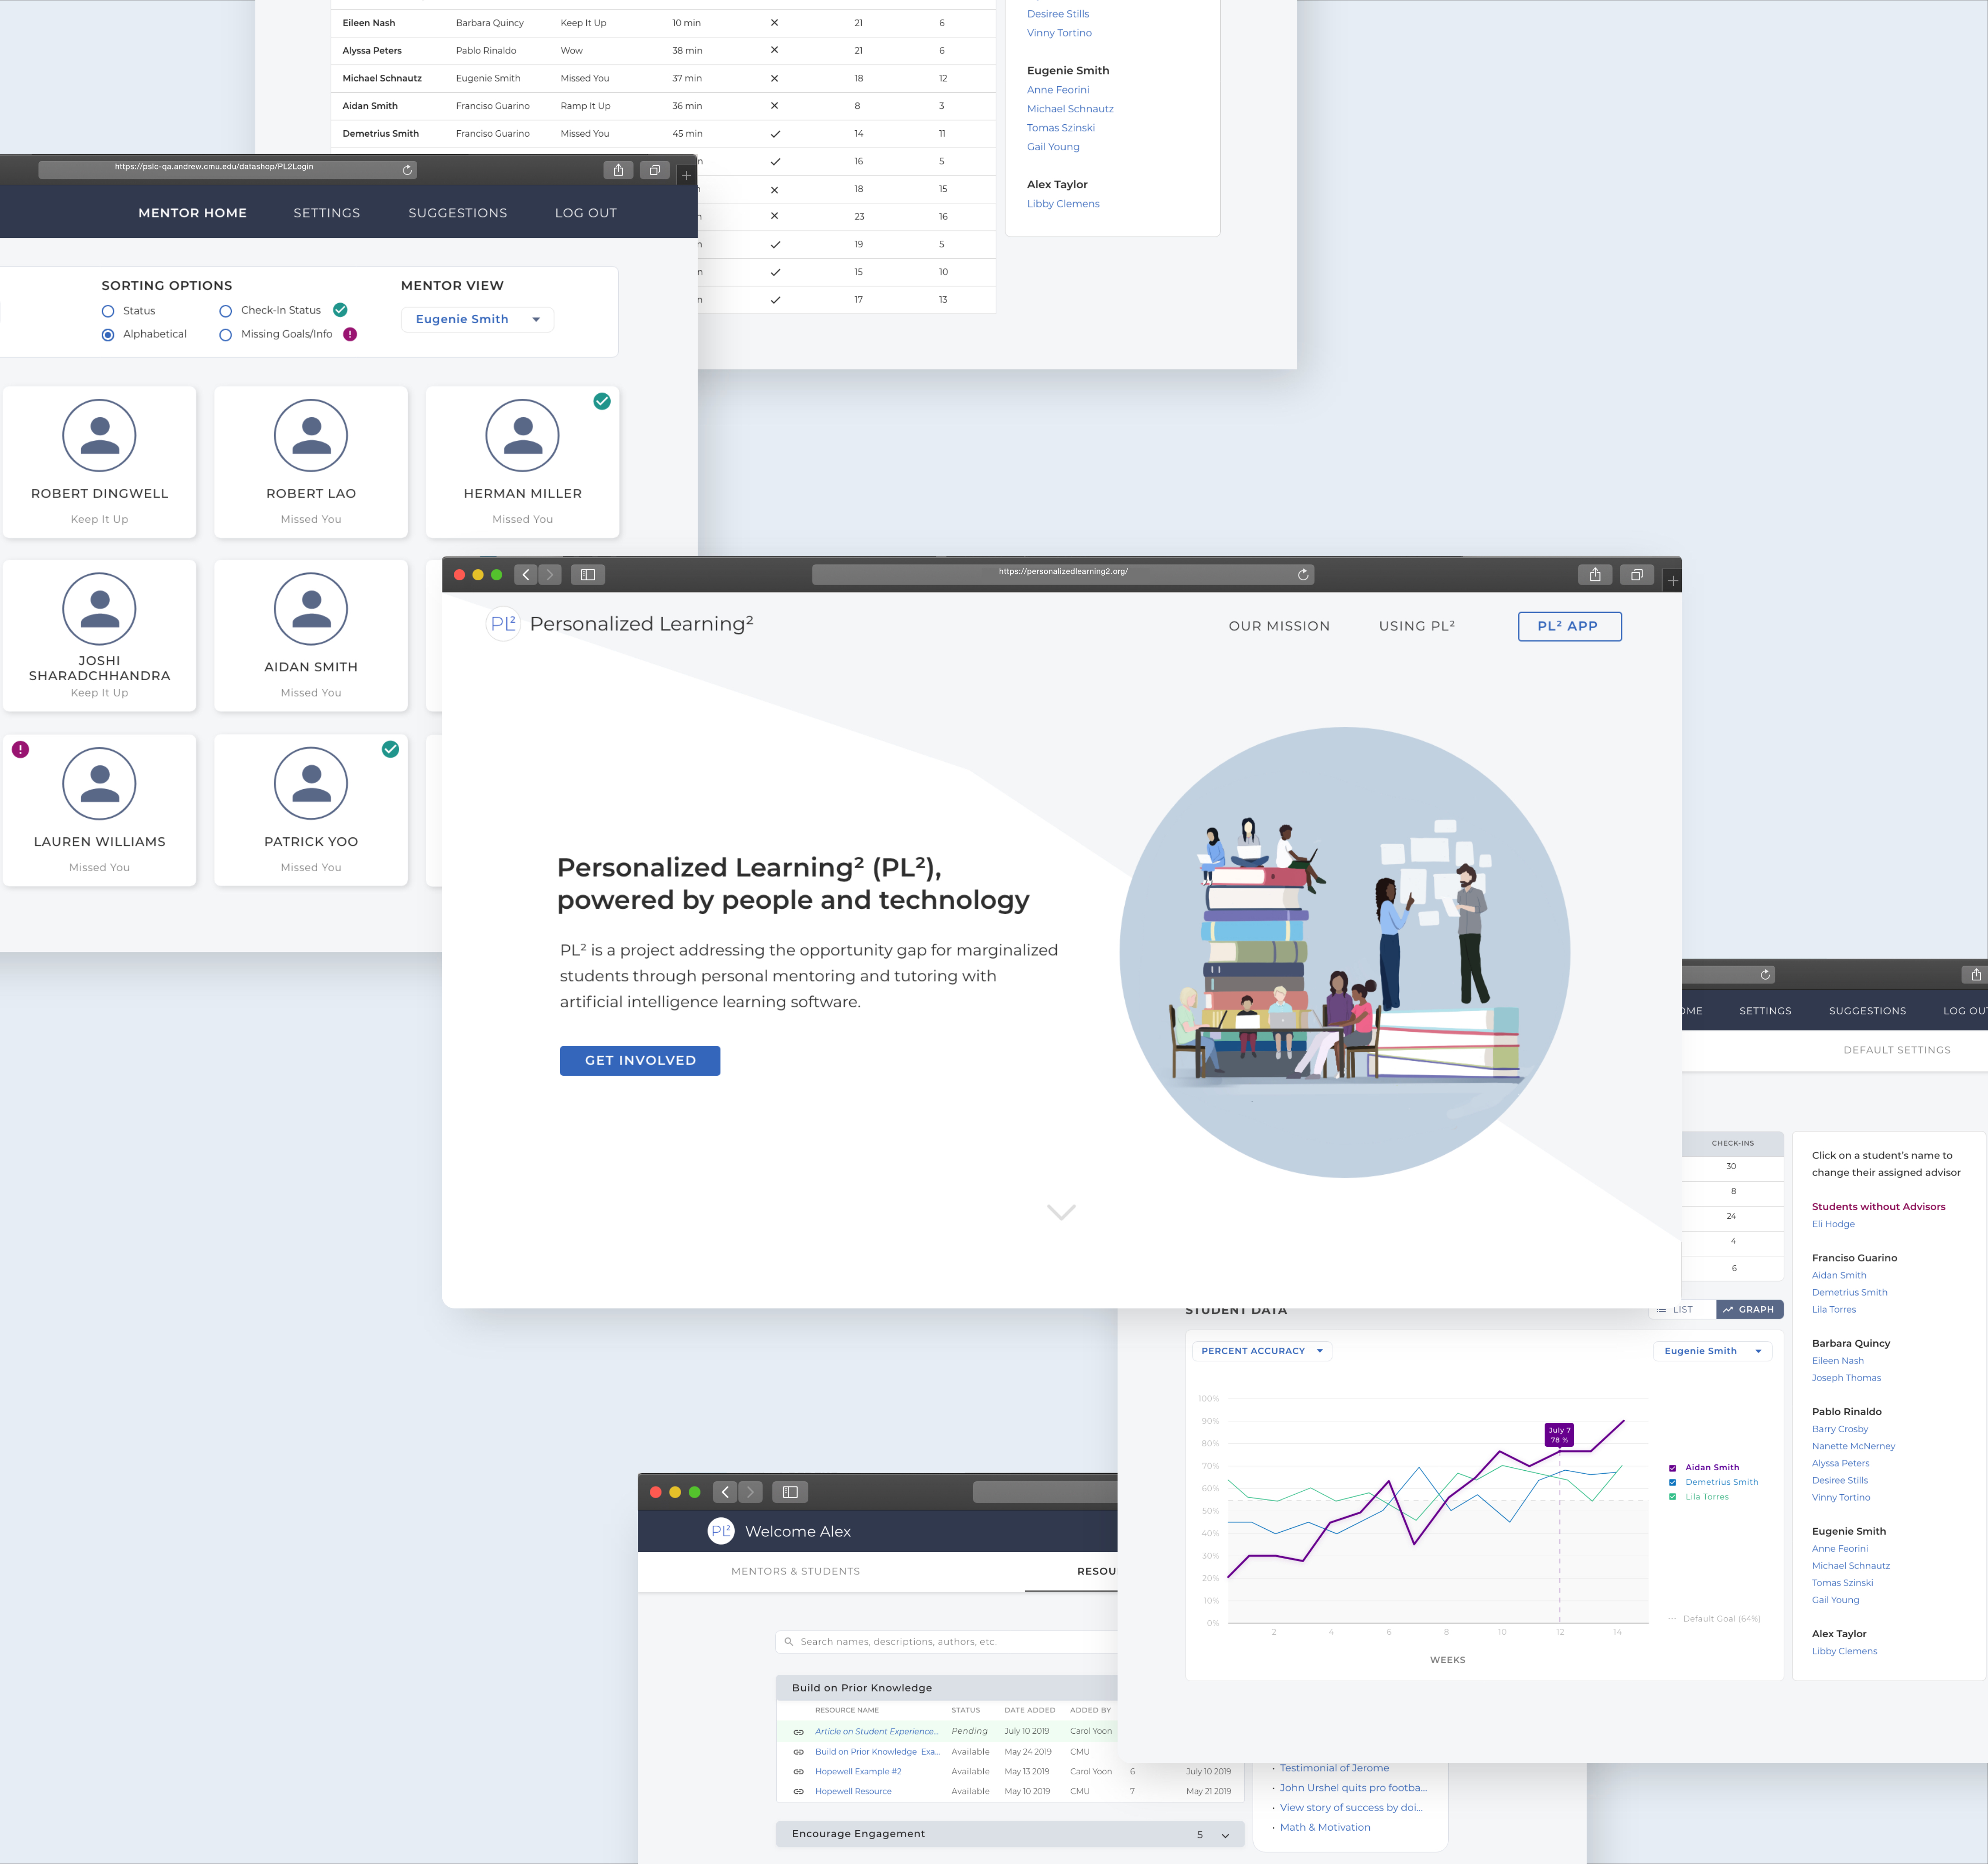 Eileen Nash Barbara Quincy Keep It Up 10 min 21 6
Alyssa Peters Pablo Rinaldo Wow 38 min 21 6
Michael Schnautz Eugenie Smith Missed You 37 min 18 12
Aidan Smith Franciso Guarino Ramp It Up 36 min 8 3
Demetrius Smith Franciso Guarino Missed You 45 min 14 11
16 5
18 15
23 16
19 5
15 10
17 13
Desiree Stills
Vinny Tortino
Eugenie Smith
Anne Feorini
Michael Schnautz
Tomas Szinski
Gail Young
Alex Taylor
Libby Clemens
https://pslc-qa.andrew.cmu.edu/datashop/PL2Login
MENTOR HOME SETTINGS SUGGESTIONS LOG OUT
SORTING OPTIONS MENTOR VIEW
Status Check-In Status
Alphabetical Missing Goals/Info
Eugenie Smith
ROBERT DINGWELL ROBERT LAO HERMAN MILLER
Keep It Up Missed You Missed You
JOSHI
SHARADCHHANDRA AIDAN SMITH
Keep It Up Missed You
LAUREN WILLIAMS PATRICK YOO
Missed You Missed You
https://personalizedlearning2.org/
PL² Personalized Learning² OUR MISSION USING PL² PL² APP
Personalized Learning² (PL²),
powered by people and technology
PL² is a project addressing the opportunity gap for marginalized
students through personal mentoring and tutoring with
artificial intelligence learning software.
GET INVOLVED
OME SETTINGS SUGGESTIONS LOG OU
DEFAULT SETTINGS
CHECK-INS
30
8
24
4
6
Click on a student's name to
change their assigned advisor
Students without Advisors
Eli Hodge
Franciso Guarino
Aidan Smith
Demetrius Smith
Lila Torres
Barbara Quincy
Eileen Nash
Joseph Thomas
Pablo Rinaldo
Barry Crosby
Nanette McNerney
Alyssa Peters
Desiree Stills
Vinny Tortino
Eugenie Smith
Anne Feorini
Michael Schnautz
Tomas Szinski
Gail Young
Alex Taylor
Libby Clemens
STUDENT DATA LIST GRAPH
PERCENT ACCURACY Eugenie Smith
100%
90%
80%
70%
60%
50%
40%
30%
20%
10%
0%
July 7
78 %
Aidan Smith
Demetrius Smith
Lila Torres
Default Goal (64%)
2 4 6 8 10 12 14
WEEKS
PL² Welcome Alex
MENTORS & STUDENTS RESOU
Search names, descriptions, authors, etc.
Build on Prior Knowledge
RESOURCE NAME STATUS DATE ADDED ADDED BY
Article on Student Experience... Pending July 10 2019 Carol Yoon
Build on Prior Knowledge Exa... Available May 24 2019 CMU
Hopewell Example #2 Available May 13 2019 Carol Yoon 6 July 10 2019
Hopewell Resource Available May 10 2019 CMU 7 May 21 2019
Encourage Engagement 5
· Testimonial of Jerome
· John Urshel quits pro footba...
· View story of success by doi...
· Math & Motivation